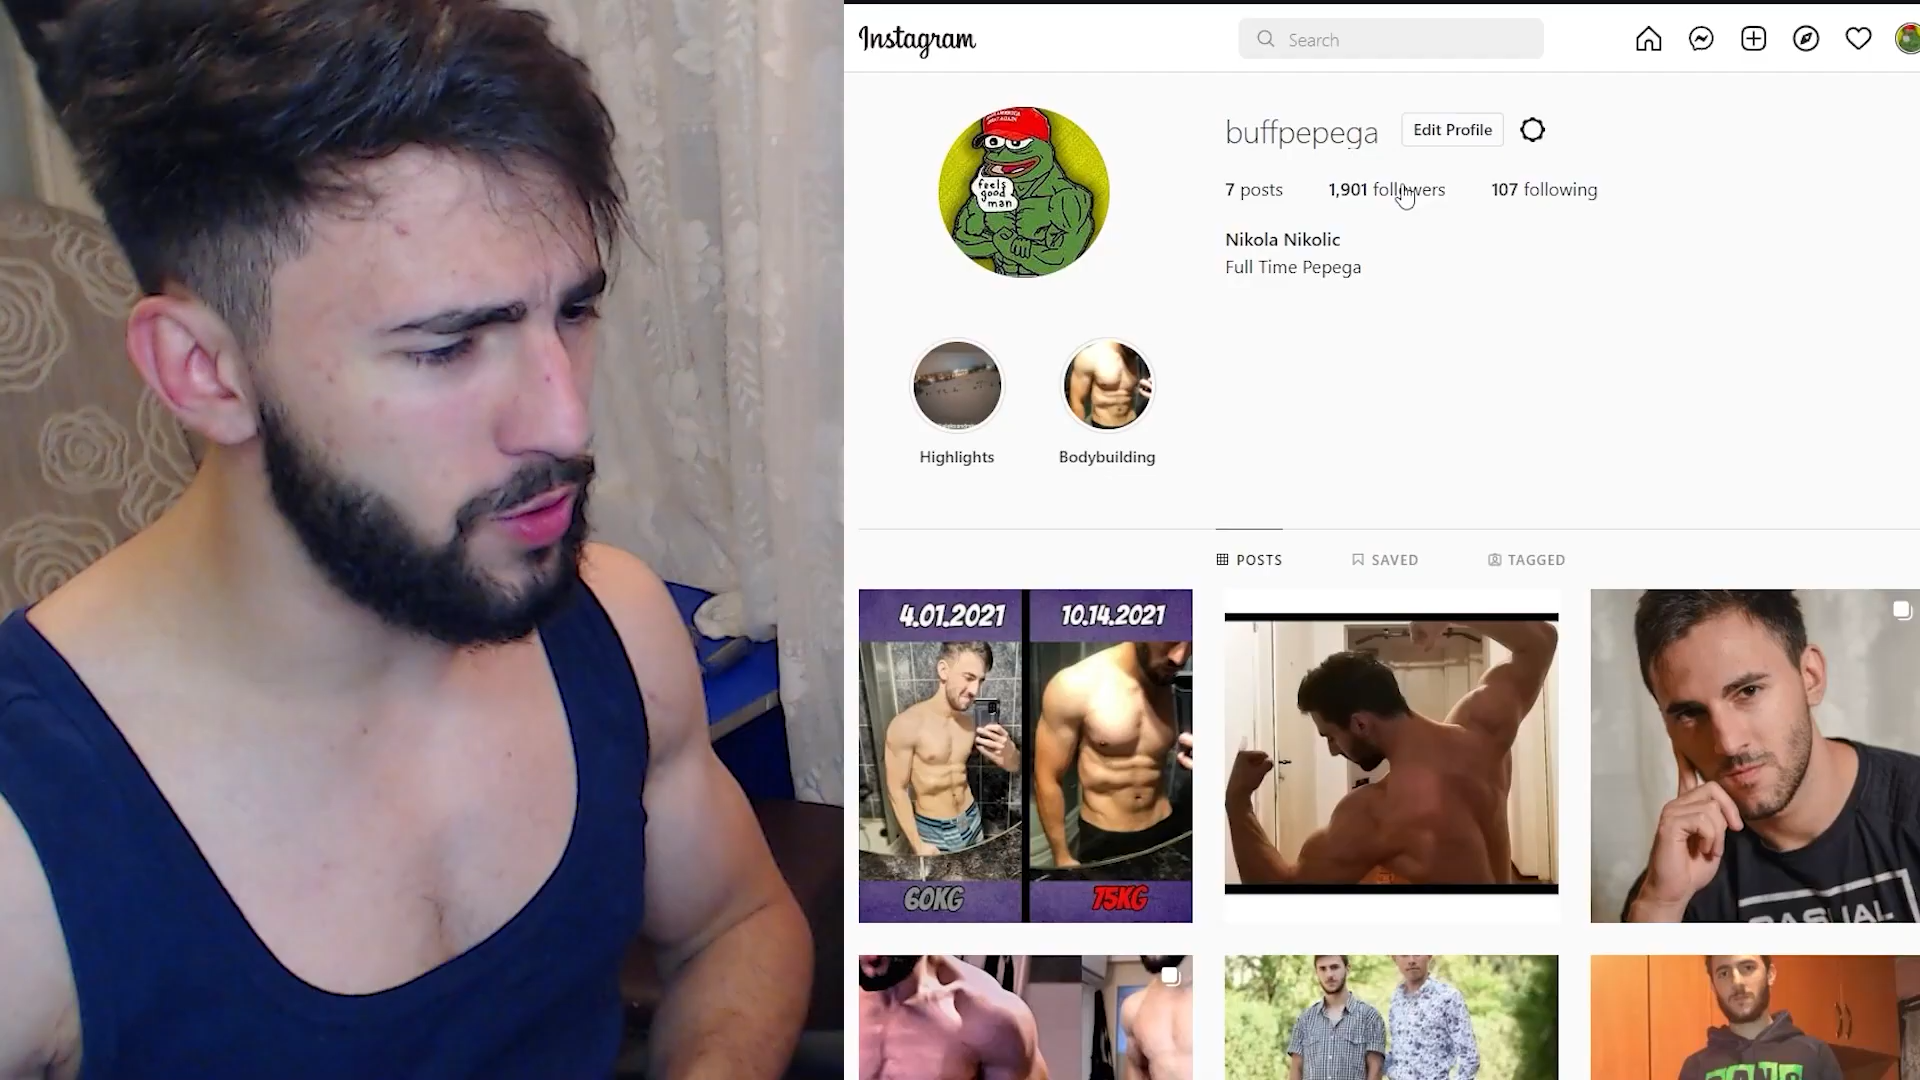 Instagram
Search
buffpepega
Edit Profile
7 posts
1,901 followers
107 following
Nikola Nikolic
Full Time Pepega
feels
good
man
Highlights
Bodybuilding
POSTS
SAVED
TAGGED
4.01.2021
10.14.2021
60KG
75KG
CASUAL